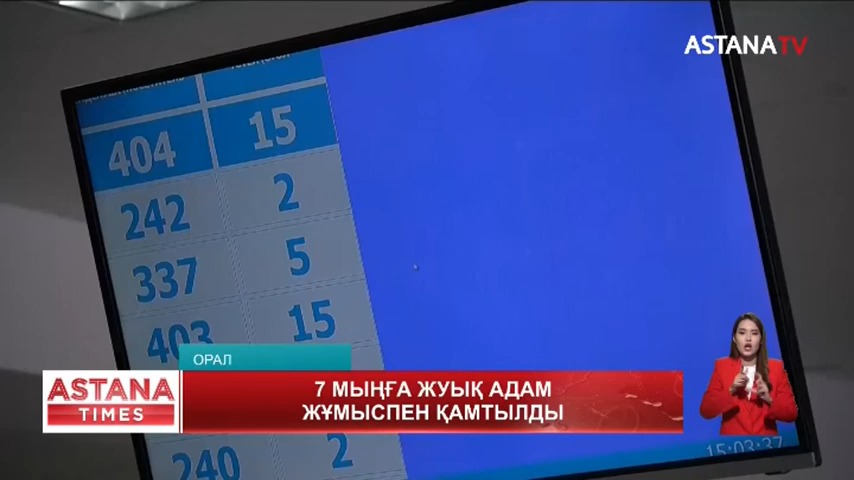 ASTANATV
404 15
242 2
337 5
403 15
ОРАЛ
ASTANA
TIMES
7 МЫҢҒА ЖУЫҚ АДАМ
ЖҰМЫСПЕН ҚАМТЫЛДЫ
240 2
15:03:37